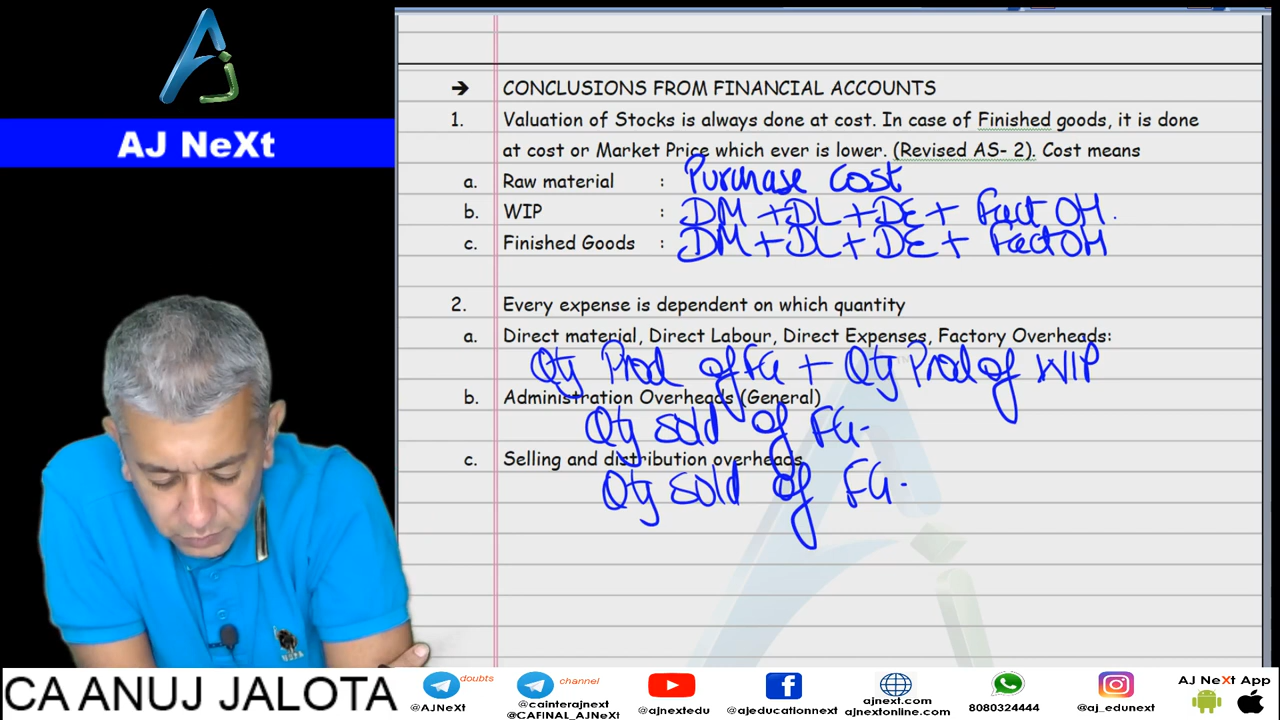 AJ NeXt
→ CONCLUSIONS FROM FINANCIAL ACCOUNTS
1. Valuation of Stocks is always done at cost. In case of Finished goods, it is done
at cost or Market Price which ever is lower. (Revised AS- 2). Cost means
a. Raw material : Purchase Cost
b. WIP : DM + DL + DE + Fact OH.
c. Finished Goods : DM + DL + DE + Fact OH
2. Every expense is dependent on which quantity
a. Direct material, Direct Labour, Direct Expenses, Factory Overheads:
Qty Prod of FG + Qty Prod of WIP
b. Administration Overheads (General)
Qty sold of FG.
c. Selling and distribution overheads
Qty sold of FG.
CA ANUJ JALOTA
doubts
@AJNeXt
channel
@cainterajnext
@CAFINAL_AJNeXt
@ajnextedu
@ajeducationnext
ajnext.com
ajnextonline.com
8080324444
@aj_edunext
AJ NeXt App